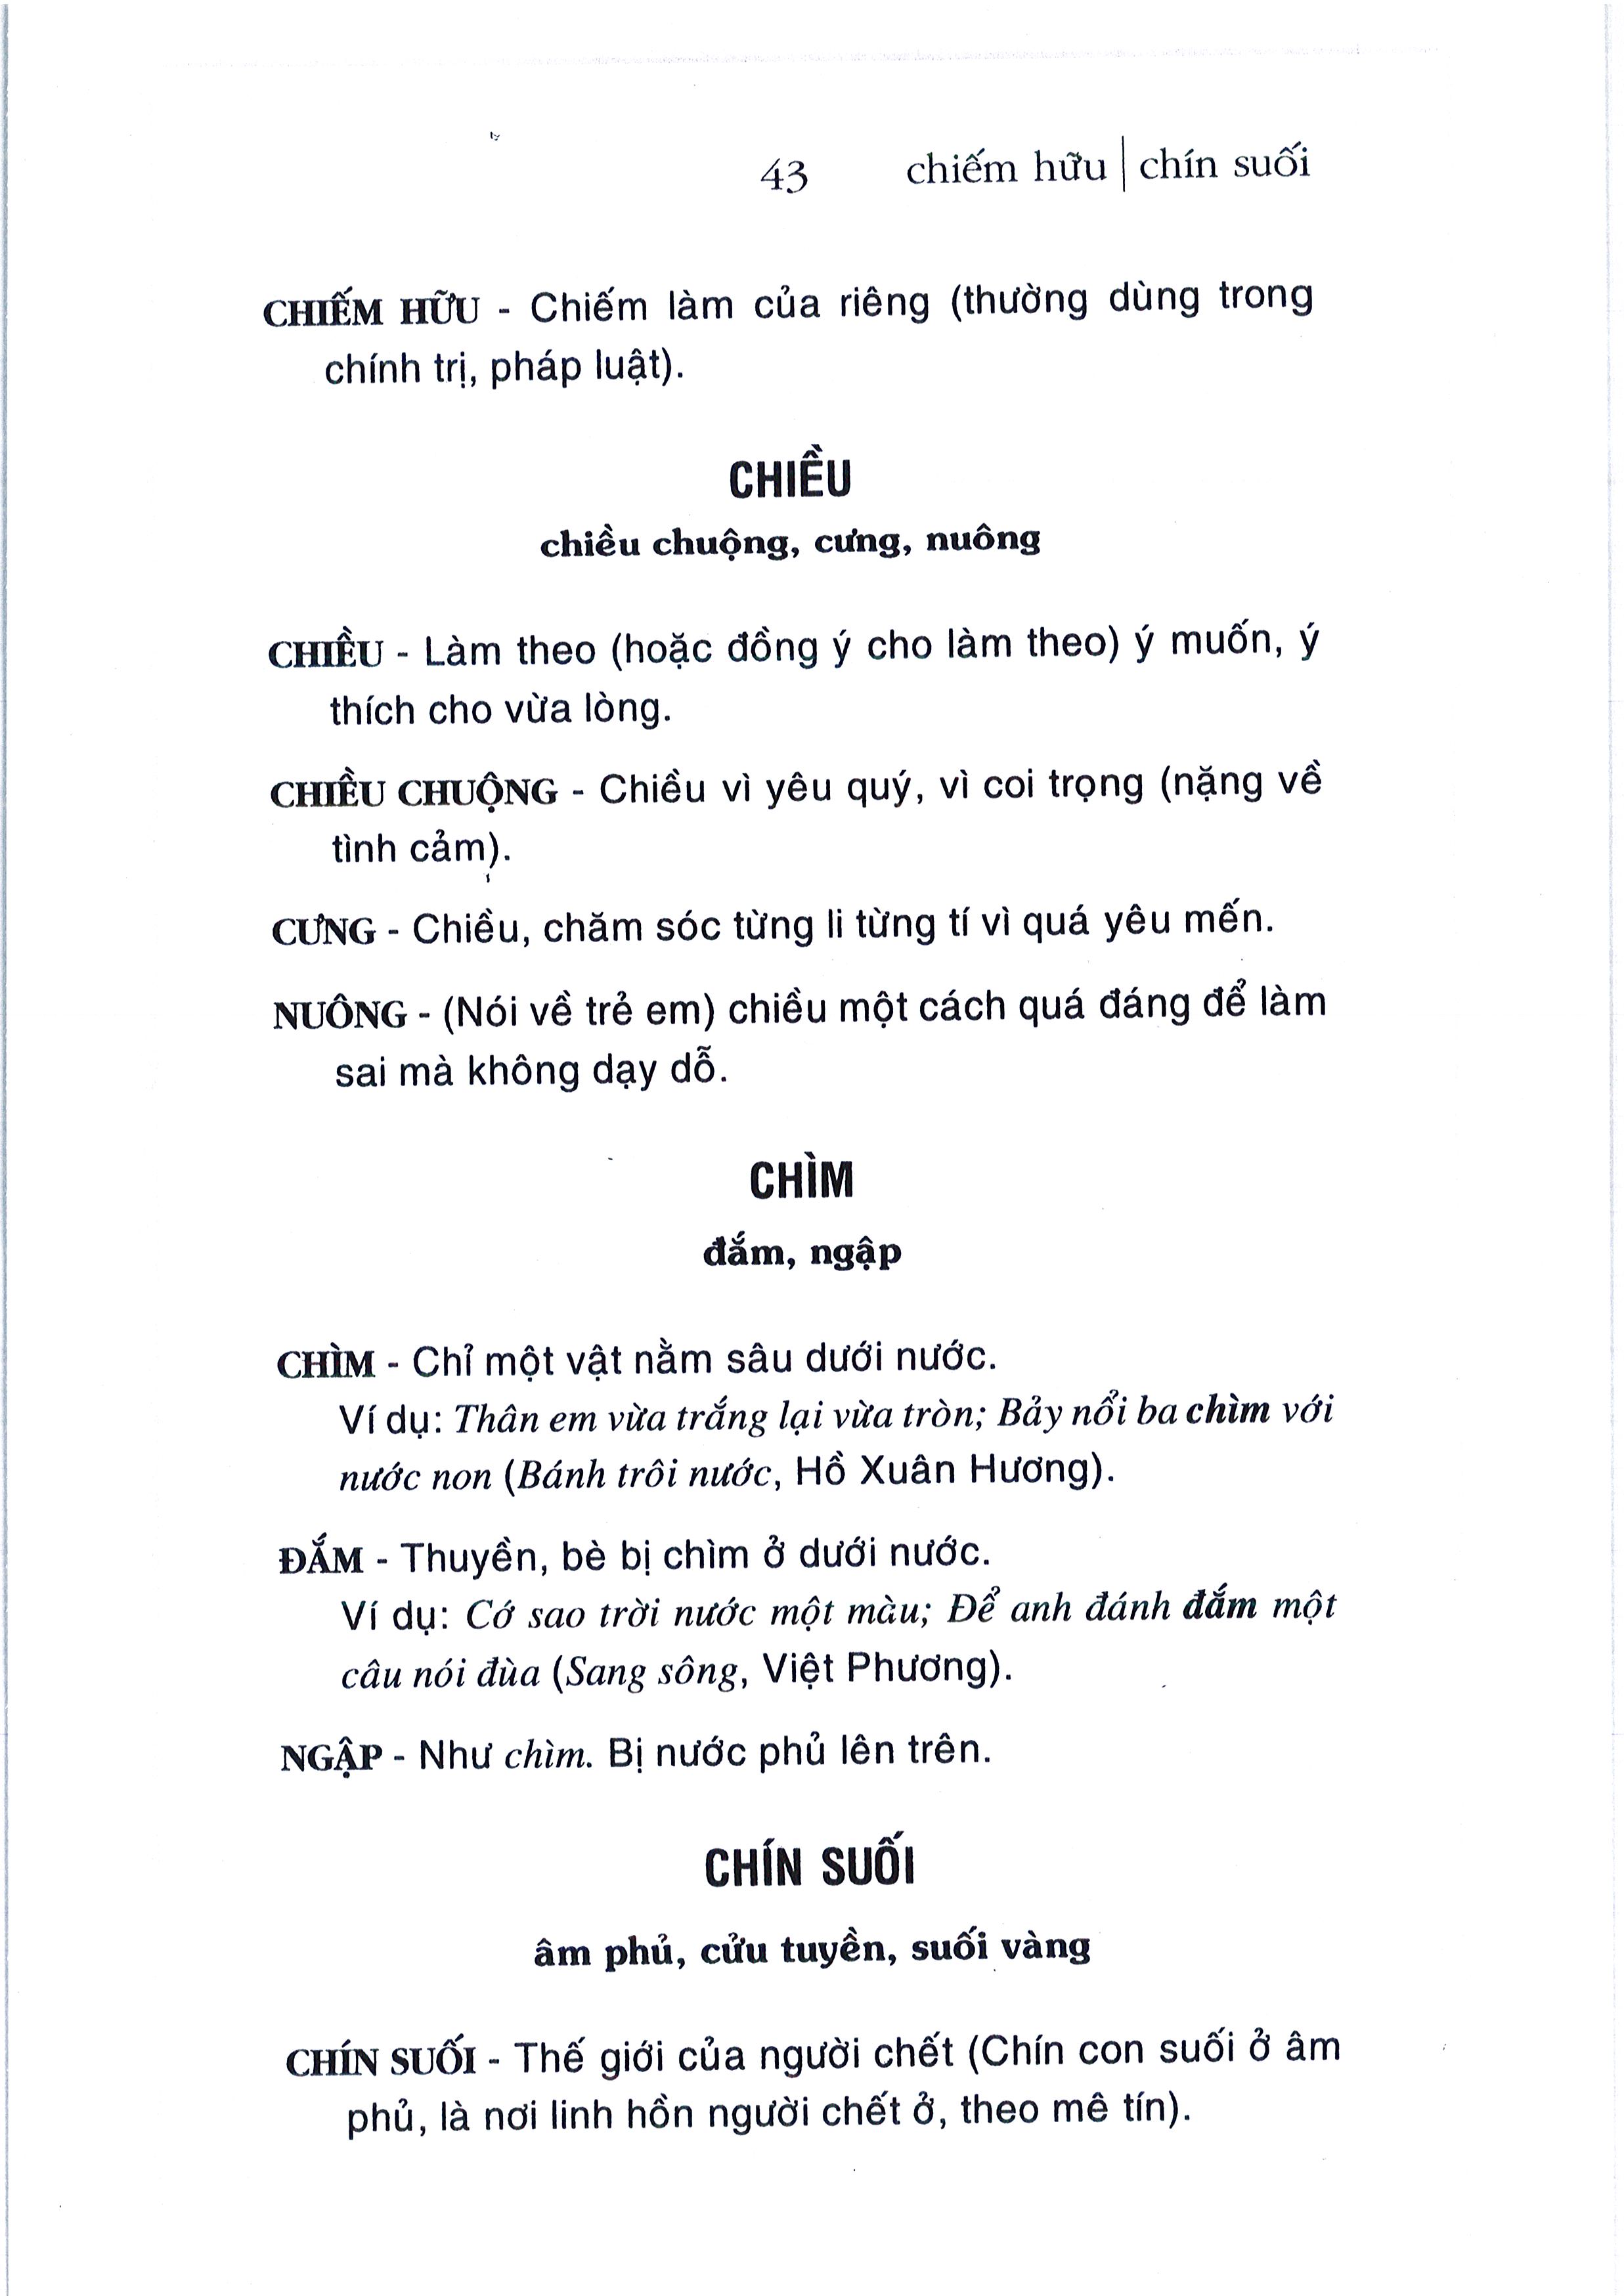 43 chiếm hữu | chín suối
CHIẾM HỮU - Chiếm làm của riêng (thường dùng trong
chính trị, pháp luật).
CHIỀU
chiều chuộng, cưng, nuông
CHIỀU - Làm theo (hoặc đồng ý cho làm theo) ý muốn, ý
thích cho vừa lòng.
CHIỀU CHUỘNG - Chiều vì yêu quý, vì coi trọng (nặng về
tình cảm).
CƯNG - Chiều, chăm sóc từng li từng tí vì quá yêu mến.
NUÔNG - (Nói về trẻ em) chiều một cách quá đáng để làm
sai mà không dạy dỗ.
CHÌM
đắm, ngập
CHÌM - Chỉ một vật nằm sâu dưới nước.
Ví dụ: Thân em vừa trắng lại vừa tròn; Bảy nổi ba chìm với
nước non (Bánh trôi nước, Hồ Xuân Hương).
ĐẮM - Thuyền, bè bị chìm ở dưới nước.
Ví dụ: Cớ sao trời nước một màu; Để anh đánh đắm một
câu nói đùa (Sang sông, Việt Phương).
NGẬP - Như chìm. Bị nước phủ lên trên.
CHÍN SUỐI
âm phủ, cửu tuyền, suối vàng
CHÍN SUỐI - Thế giới của người chết (Chín con suối ở âm
phủ, là nơi linh hồn người chết ở, theo mê tín).